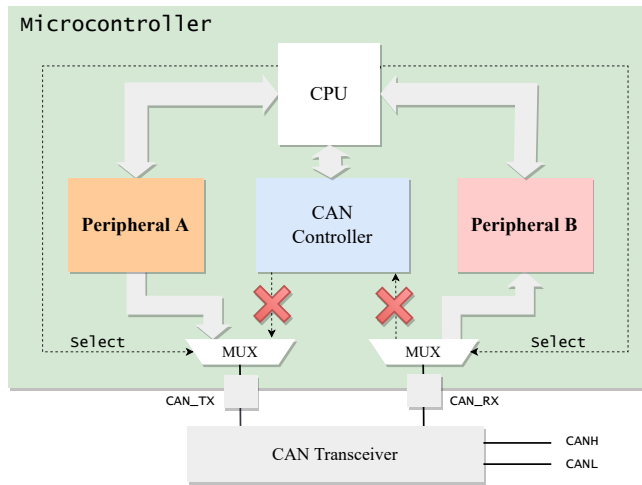 Microcontroller
CPU
Peripheral A
CAN
Controller
Peripheral B
Select
MUX
MUX
Select
CAN_TX
CAN_RX
CAN Transceiver
CANH
CANL